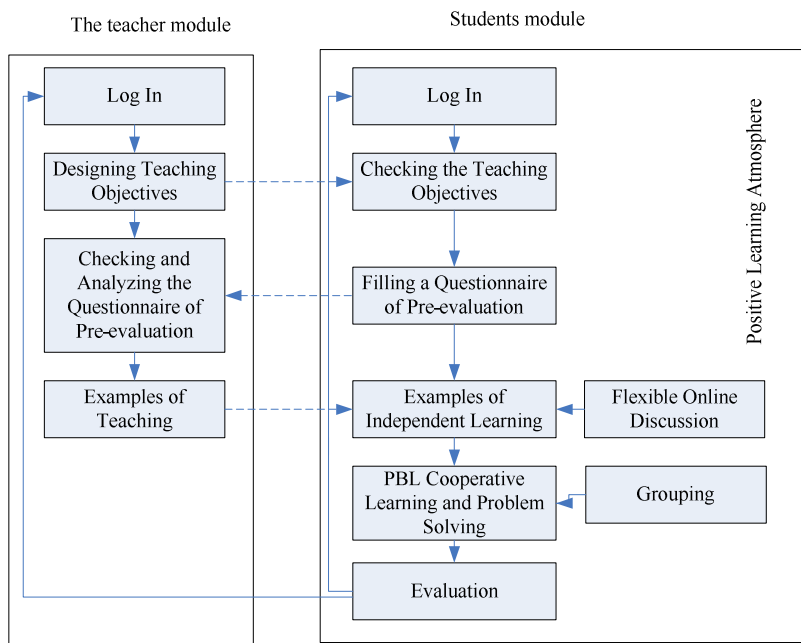 The teacher module
Students module
Log In
Designing Teaching
Objectives
Checking and
Analyzing the
Questionnaire of
Pre-evaluation
Examples of
Teaching
Log In
Checking the Teaching
Objectives
Filling a Questionnaire
of Pre-evaluation
Examples of
Independent Learning
PBL Cooperative
Learning and Problem
Solving
Evaluation
Flexible Online
Discussion
Grouping
Positive Learning Atmosphere